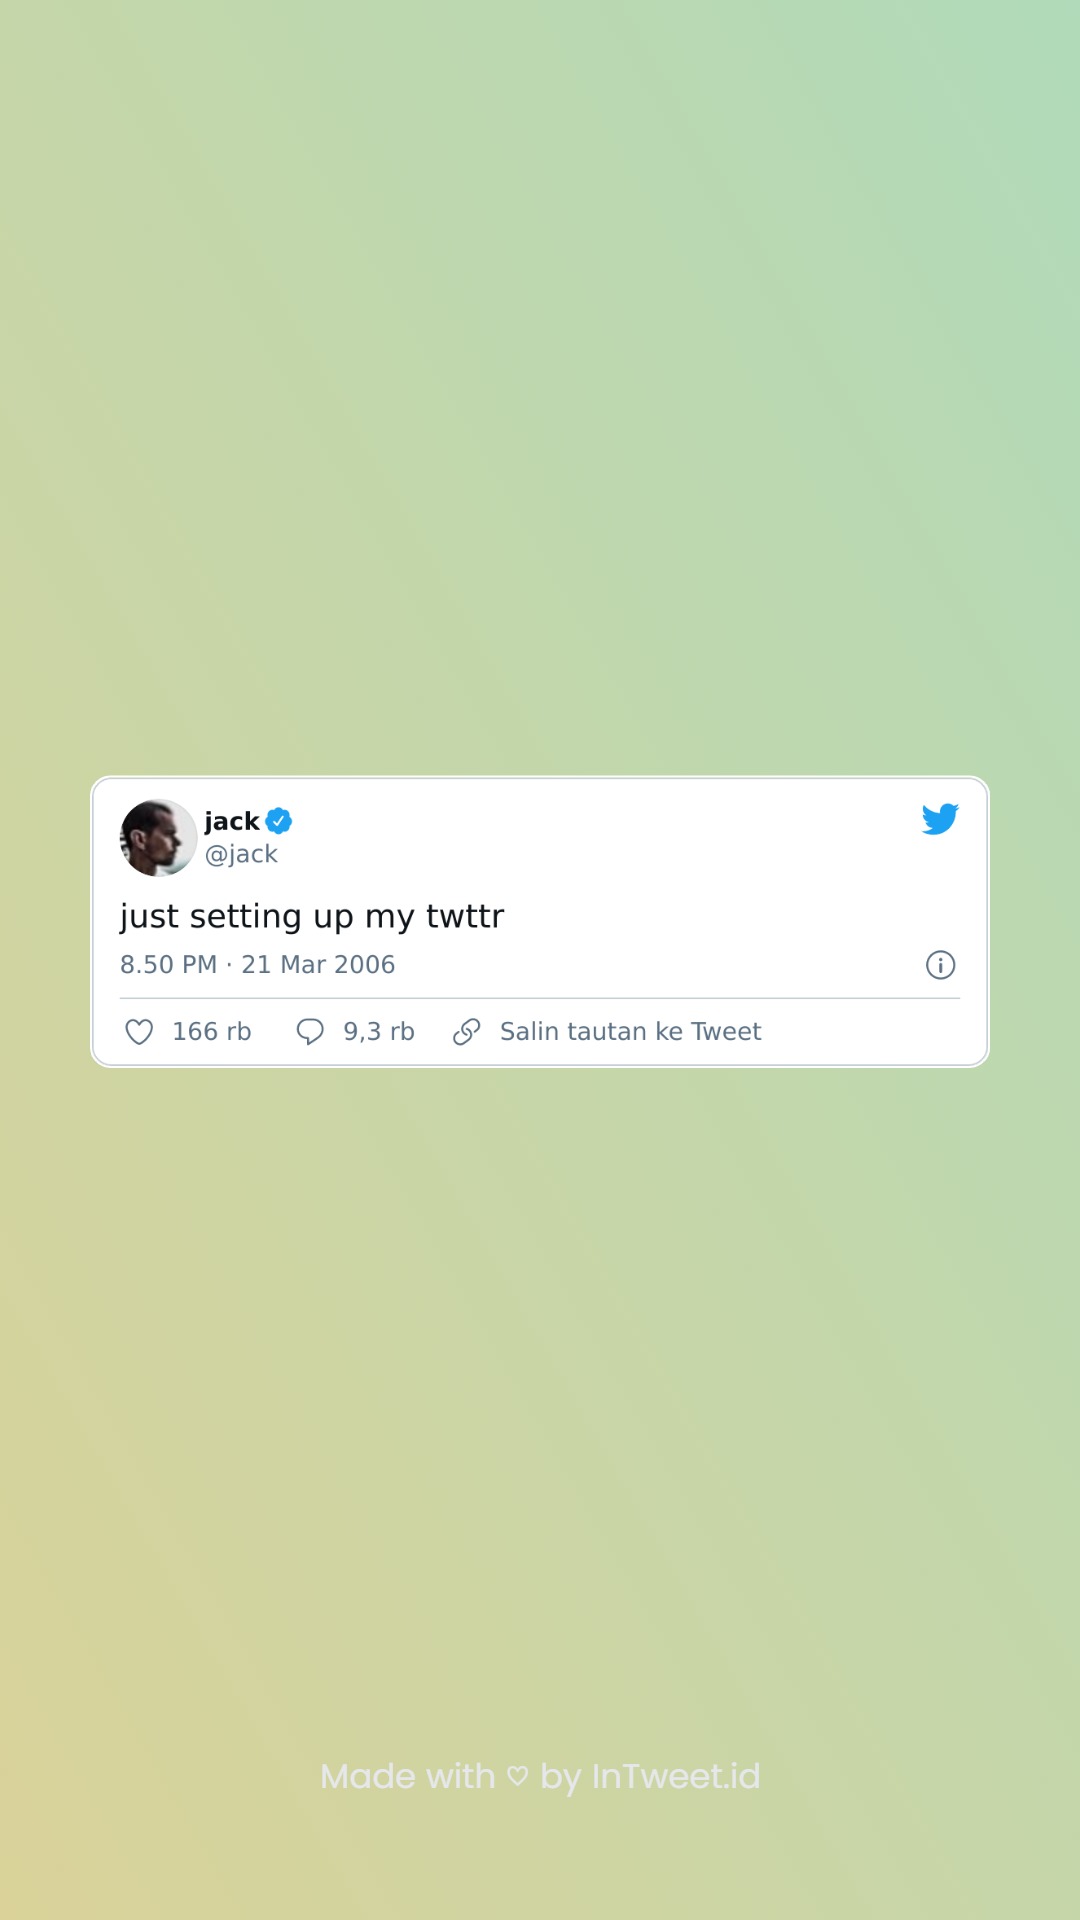 jack
@jack
just setting up my twttr
8.50 PM · 21 Mar 2006
166 rb 9,3 rb Salin tautan ke Tweet
Made with ♡ by InTweet.id